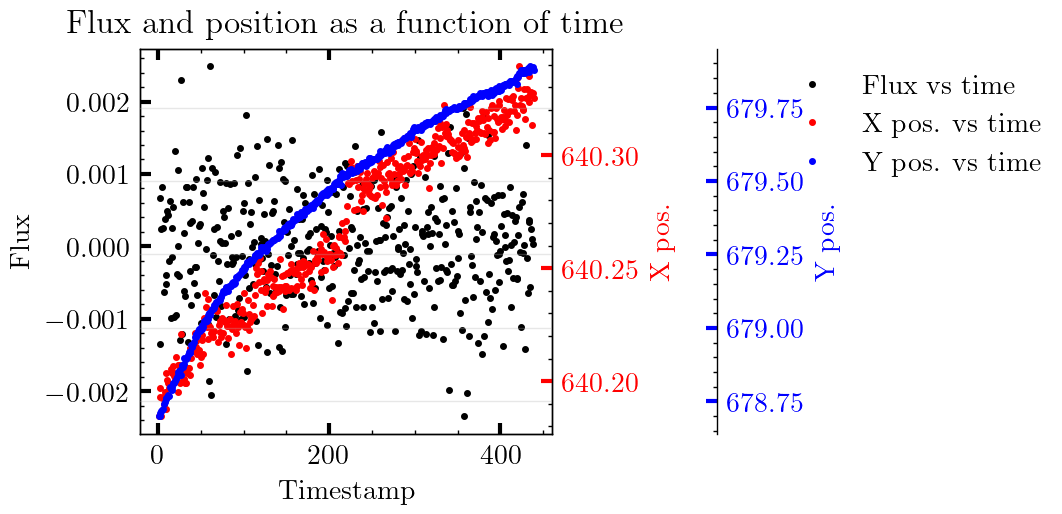 Flux and position as a function of time
Flux
0.002
0.001
0.000
−0.001
−0.002
0
200
400
Timestamp
640.30
640.25
640.20
X pos.
679.75
679.50
679.25
679.00
678.75
Y pos.
Flux vs time
X pos. vs time
Y pos. vs time